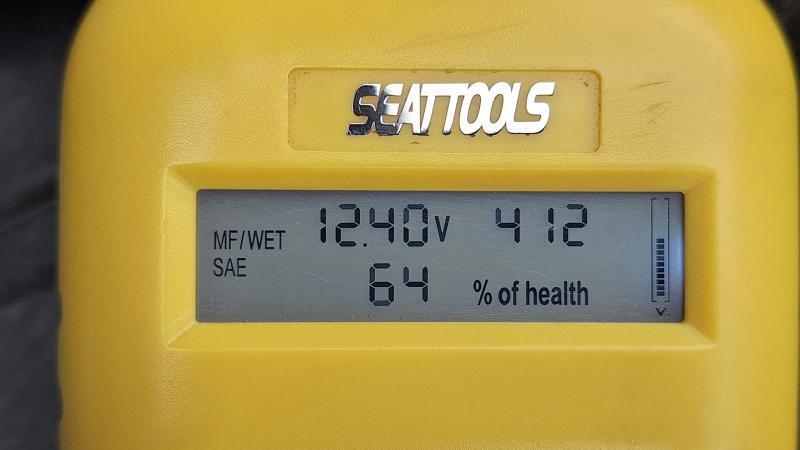 SEATTOOLS
MF/WET 12.40V 412
SAE 64 % of health